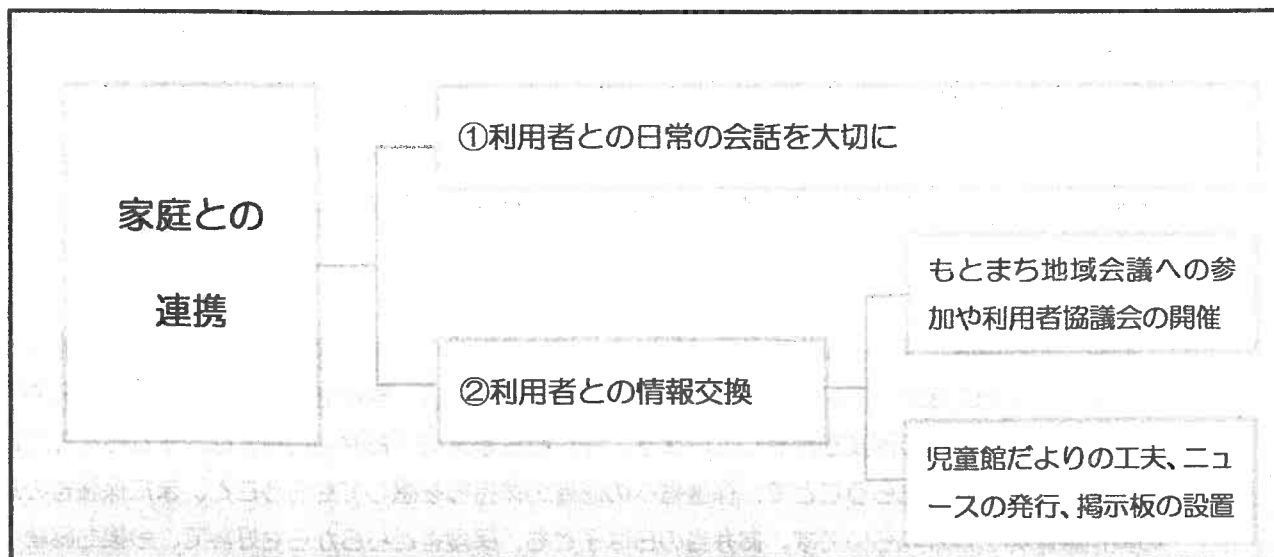 家庭との
連携
①利用者との日常の会話を大切に
②利用者との情報交換
もとまち地域会議への参
加や利用者協議会の開催
児童館だよりの工夫、ニュ
ースの発行、掲示板の設置